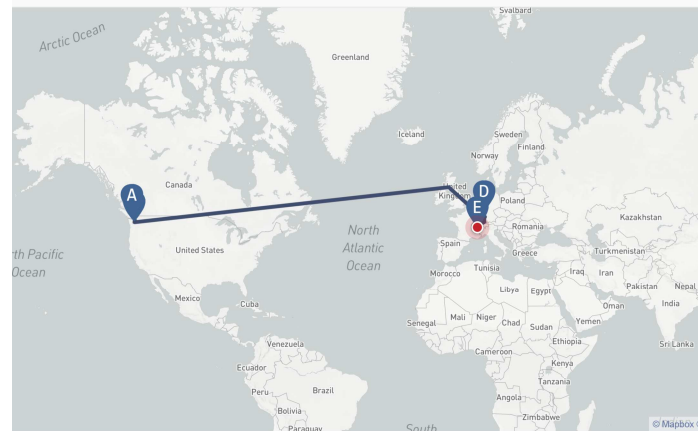 Svalbard
Arctic Ocean
Greenland
Iceland
Sweden
Finland
Norway
A
Canada
United
Kingdom
D
E
Poland
Kazakhstan
Romania
North
Atlantic
Ocean
th Pacific
Ocean
United States
Spain
Greece
Turkmenistan
Morocco
Tunisia
Iraq
Iran
Pakistan
Nepal
Libya
Egypt
Oman
India
Mexico
Cuba
Senegal
Mali
Niger
Chad
Sudan
Yemen
Sri Lanka
Venezuela
Ethiopia
Cameroon
Kenya
Ecuador
Tanzania
Peru
Brazil
Angola
Bolivia
Zimbabwe
Paraguay
South
© Mapbox